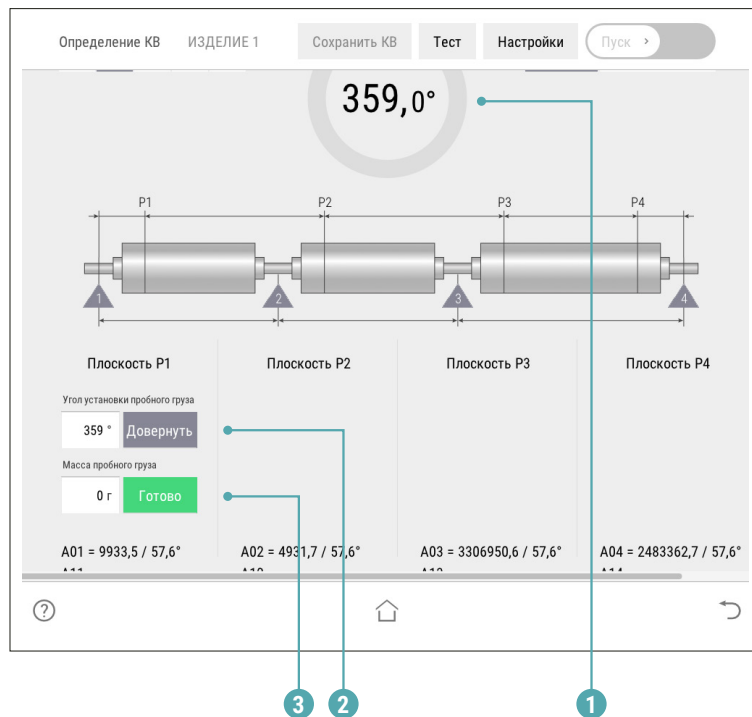 Определение КВ ИЗДЕЛИЕ 1 Сохранить КВ Тест Настройки Пуск
359,0°
P1 P2 P3 P4
1 2 3 4
Плоскость P1 Плоскость P2 Плоскость P3 Плоскость P4
Угол установки пробного груза
359 ° Довернуть
Масса пробного груза
0 г Готово
A01 = 9933,5 / 57,6° A02 = 4931,7 / 57,6° A03 = 3306950,6 / 57,6° A04 = 2483362,7 / 57,6°
?
3 2 1